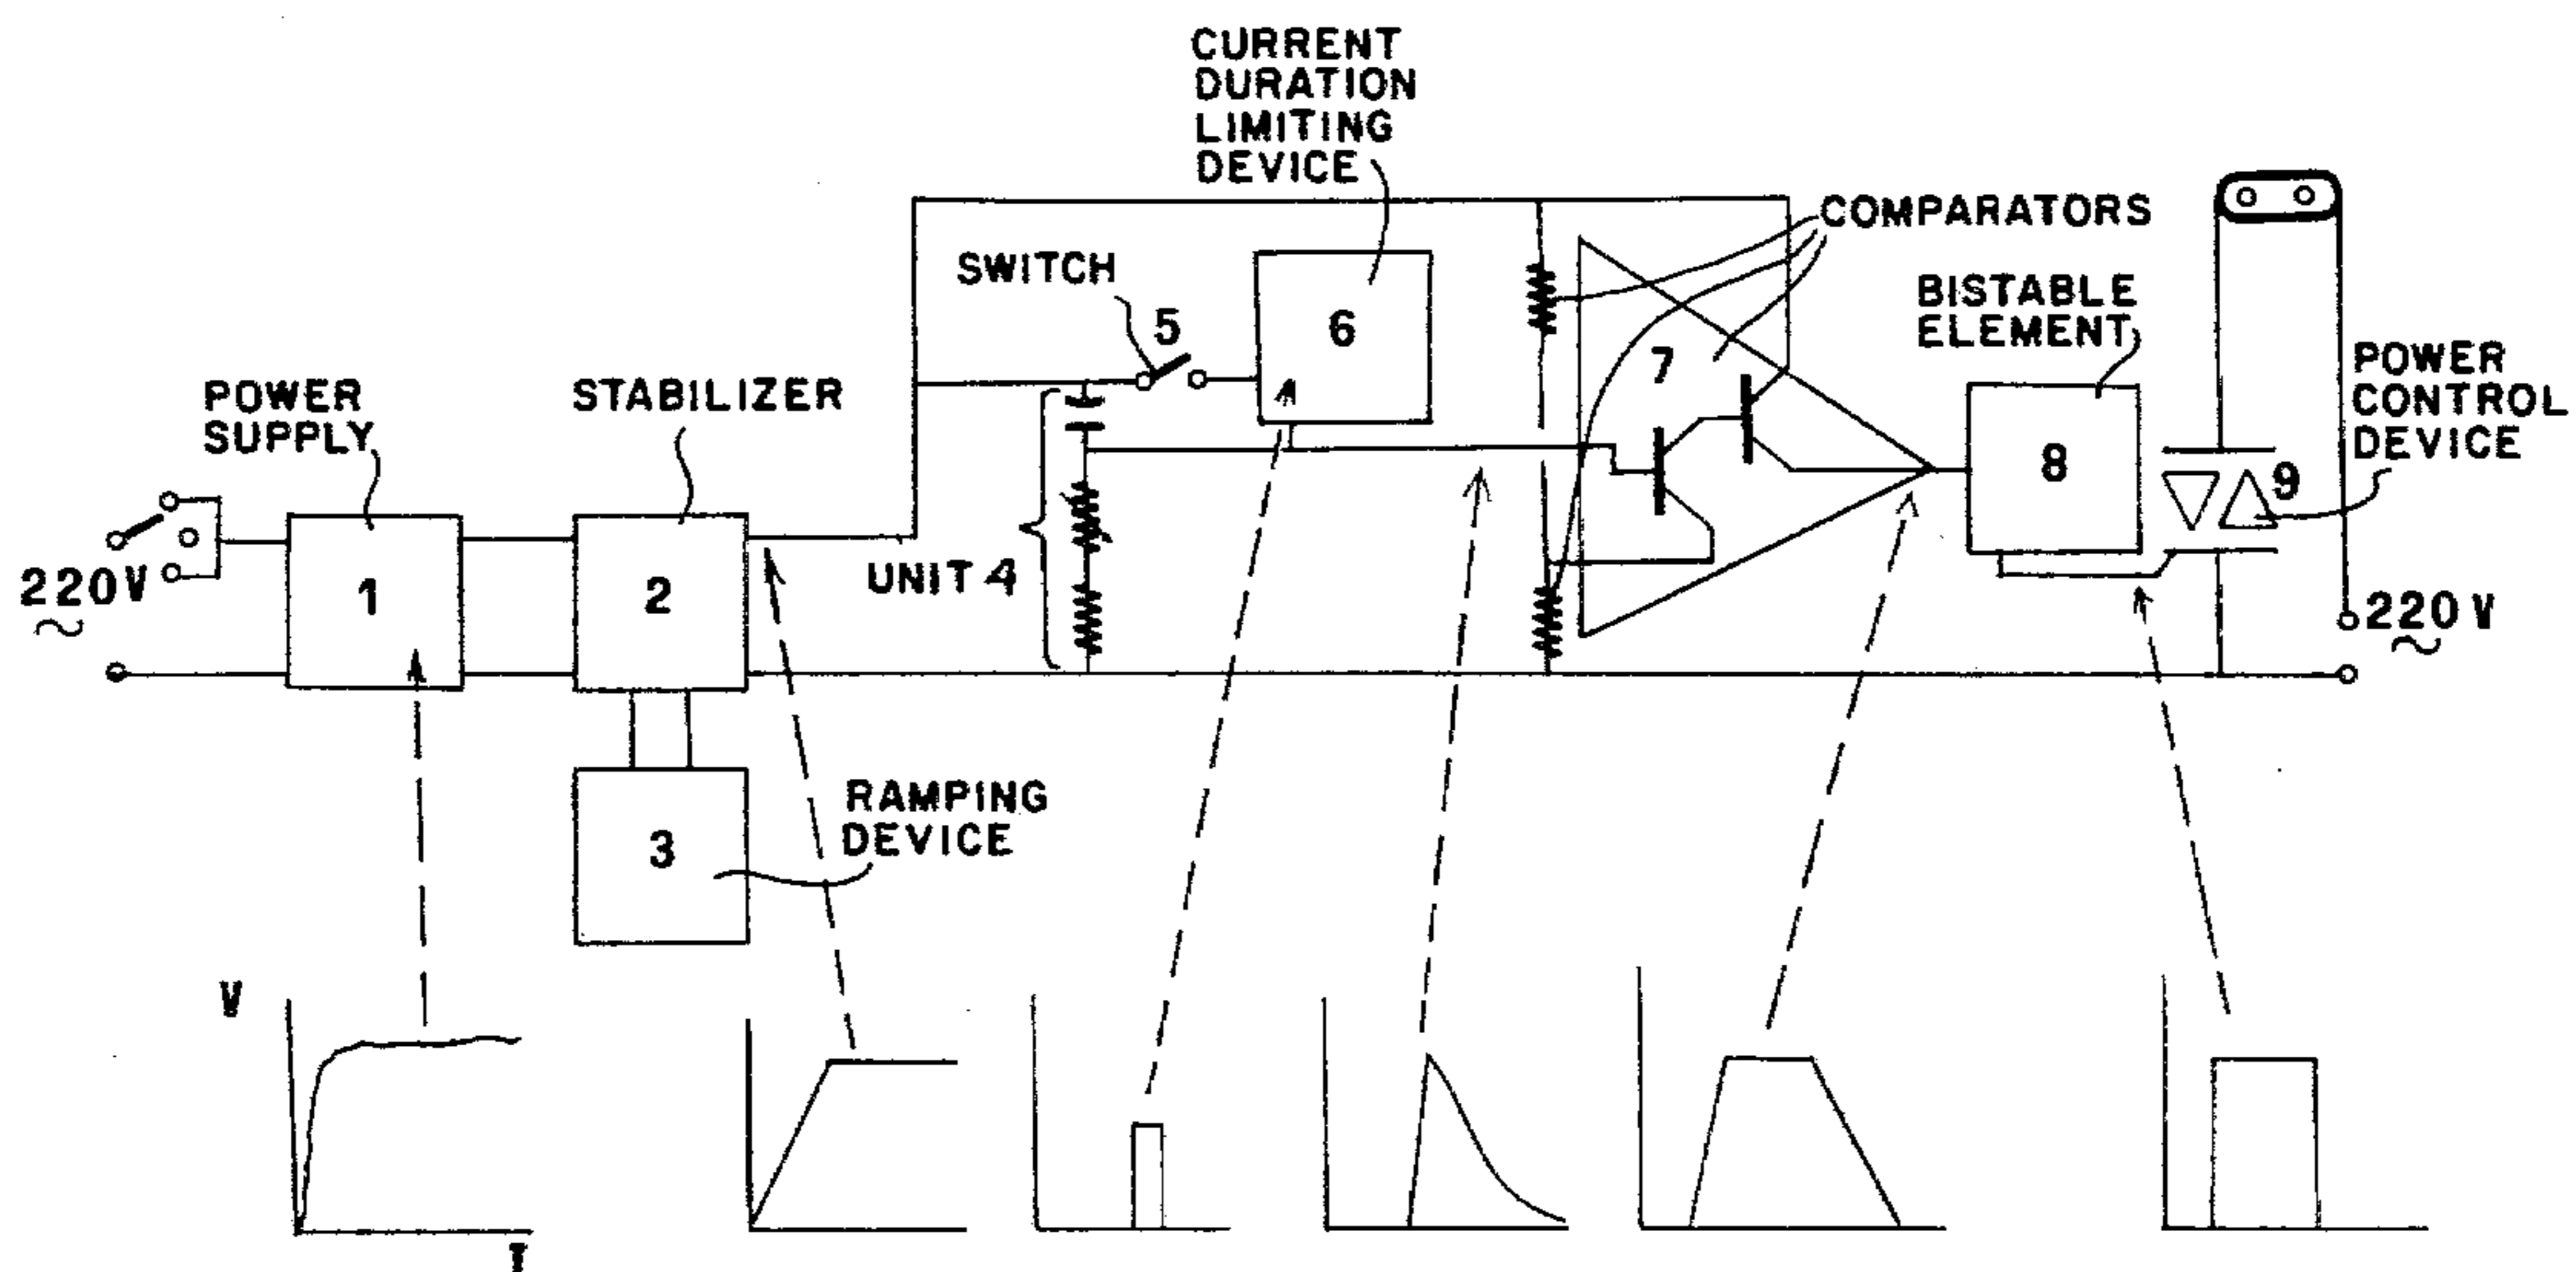 CURRENT
DURATION
LIMITING
DEVICE
COMPARATORS
SWITCH
5
6
7
BISTABLE
ELEMENT
8
POWER
CONTROL
DEVICE
9
POWER
SUPPLY
STABILIZER
220V
1
2
UNIT 4
220 V
3
RAMPING
DEVICE
V
T